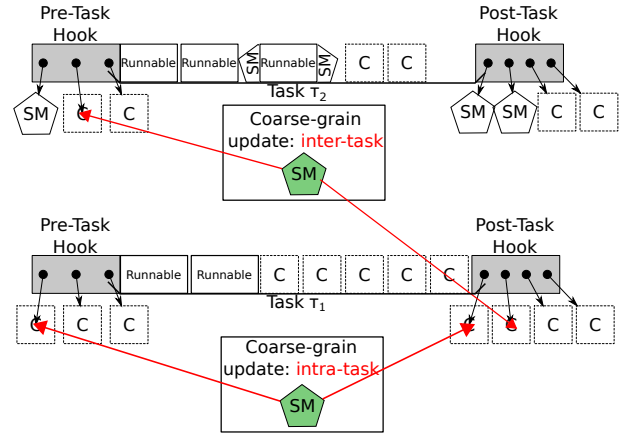 Pre-Task
Hook
Post-Task
Hook
Runnable
Runnable
SM
Runnable
SM
C
C
Task τ2
SM
C
C
SM
SM
C
C
Coarse-grain
update: inter-task
SM
Pre-Task
Hook
Post-Task
Hook
Runnable
Runnable
C
C
C
C
C
Task τ1
C
C
C
C
C
C
C
Coarse-grain
update: intra-task
SM